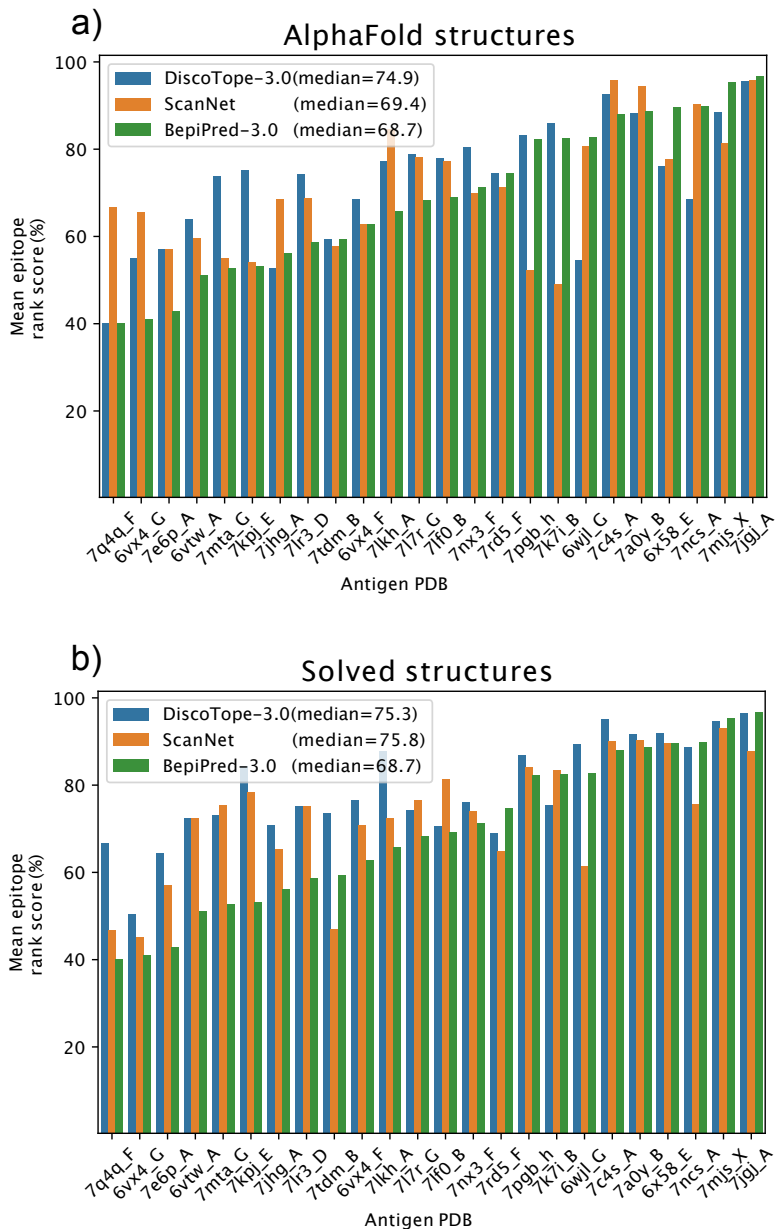 a)
AlphaFold structures
DiscoTope-3.0(median=74.9)
ScanNet (median=69.4)
BepiPred-3.0 (median=68.7)
100
80
60
40
20
Mean epitope
rank score(%)
7q4q_F
6vx4_G
7e6p_A
6vtw_A
7mta_G
7kpj_E
7jhg_A
7lr3_D
7tdm_B
6vx4_F
7lkh_A
7l7r_G
7lf0_B
7nx3_F
7rd5_F
7pgb_h
7k7i_B
6wjl_G
7c4s_A
7a0y_B
6x58_E
7ncs_A
7mjs_X
7jgj_A
Antigen PDB
b)
Solved structures
DiscoTope-3.0(median=75.3)
ScanNet (median=75.8)
BepiPred-3.0 (median=68.7)
100
80
60
40
20
Mean epitope
rank score(%)
7q4q_F
6vx4_G
7e6p_A
6vtw_A
7mta_G
7kpj_E
7jhg_A
7lr3_D
7tdm_B
6vx4_F
7lkh_A
7l7r_G
7lf0_B
7nx3_F
7rd5_F
7pgb_h
7k7i_B
6wjl_G
7c4s_A
7a0y_B
6x58_E
7ncs_A
7mjs_X
7jgj_A
Antigen PDB